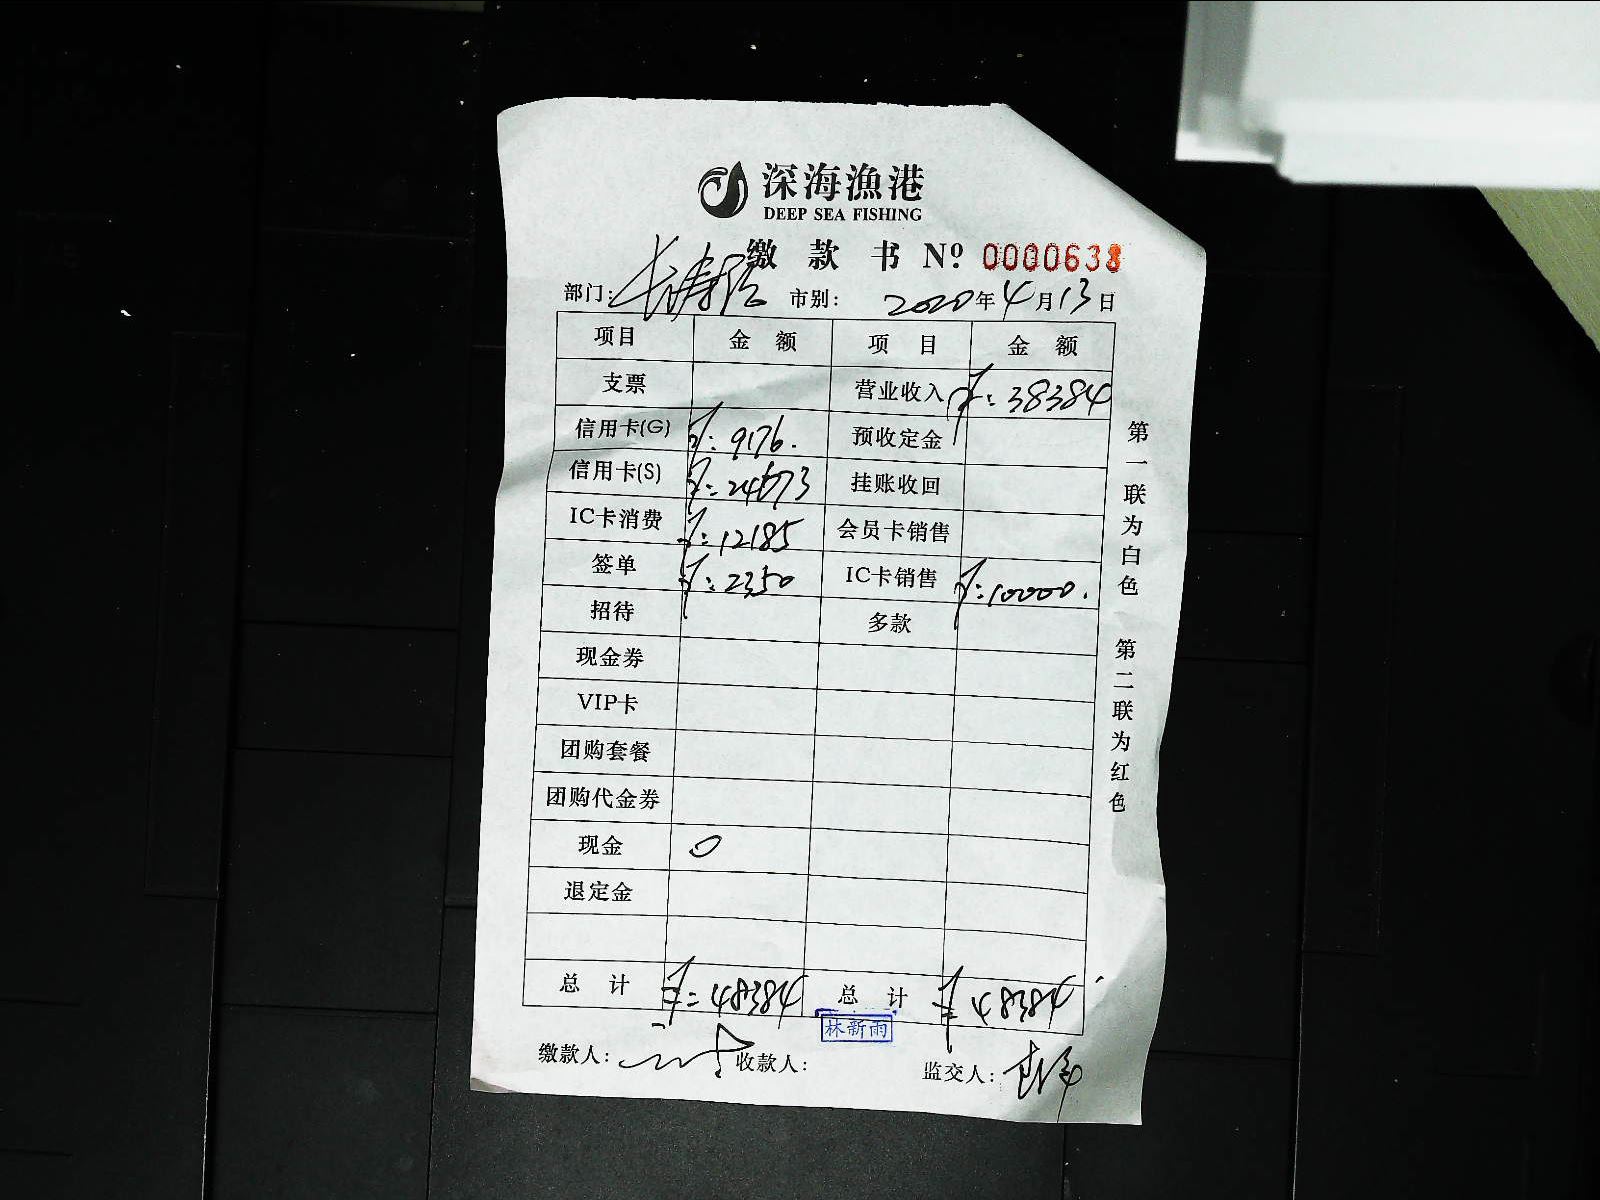 深海漁港
DEEP SEA FISHING
缴款书 Nº 0000638
部门: 市别: 2020年4月13日
项目 金额 项目 金额
支票 营业收入 ¥:38384
信用卡(G) ¥:9176. 预收定金
信用卡(S) ¥:24673 挂账收回
IC卡消费 ¥:12185 会员卡销售
签单 ¥:2350 IC卡销售 ¥:10000.
招待 多款
现金券
VIP卡
团购套餐
团购代金券
现金 0
退定金
总计 ¥=48384 总计 ¥=48384
林新雨
缴款人: 收款人: 监交人:
第一联为白色 第二联为红色